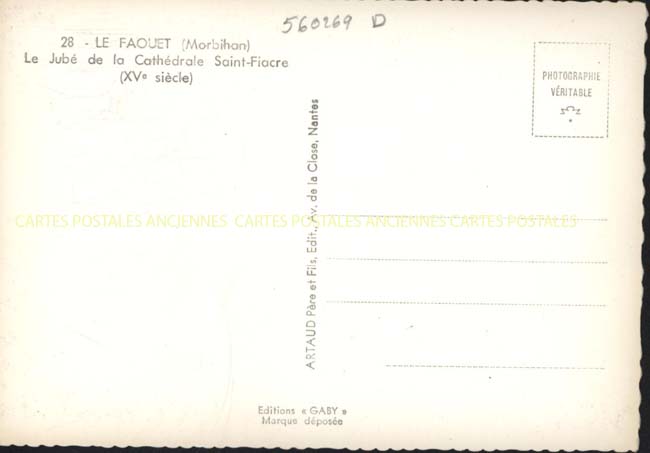 560269 D
28 - LE FAOUET (Morbihan)
Le Jubé de la Cathédrale Saint-Fiacre
(XVe siècle)
PHOTOGRAPHIE
VÉRITABLE
ARTAUD Père et Fils, Edit., Av. de la Close, Nantes
CARTES POSTALES ANCIENNES CARTES POSTALES ANCIENNES CARTES POSTALES
Editions « GABY »
Marque déposée